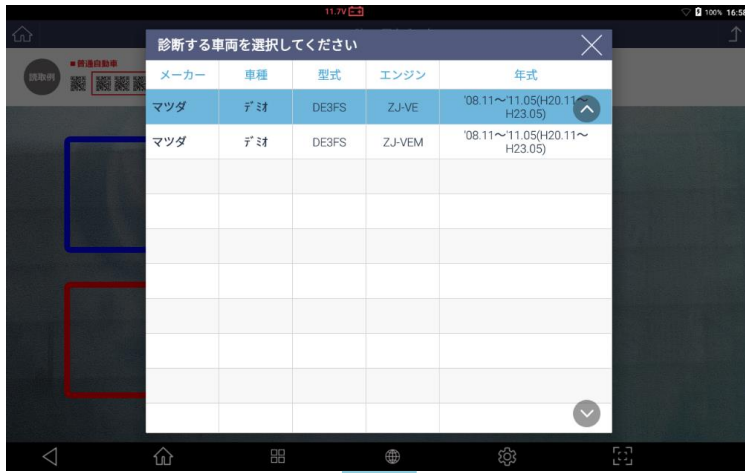 11.7V
100% 16:58
診断する車両を選択してください
読取例
■普通自動車
メーカー 車種 型式 エンジン 年式
マツダ ﾃﾞﾐｵ DE3FS ZJ-VE '08.11～'11.05(H20.11～
H23.05)
マツダ ﾃﾞﾐｵ DE3FS ZJ-VEM '08.11～'11.05(H20.11～
H23.05)